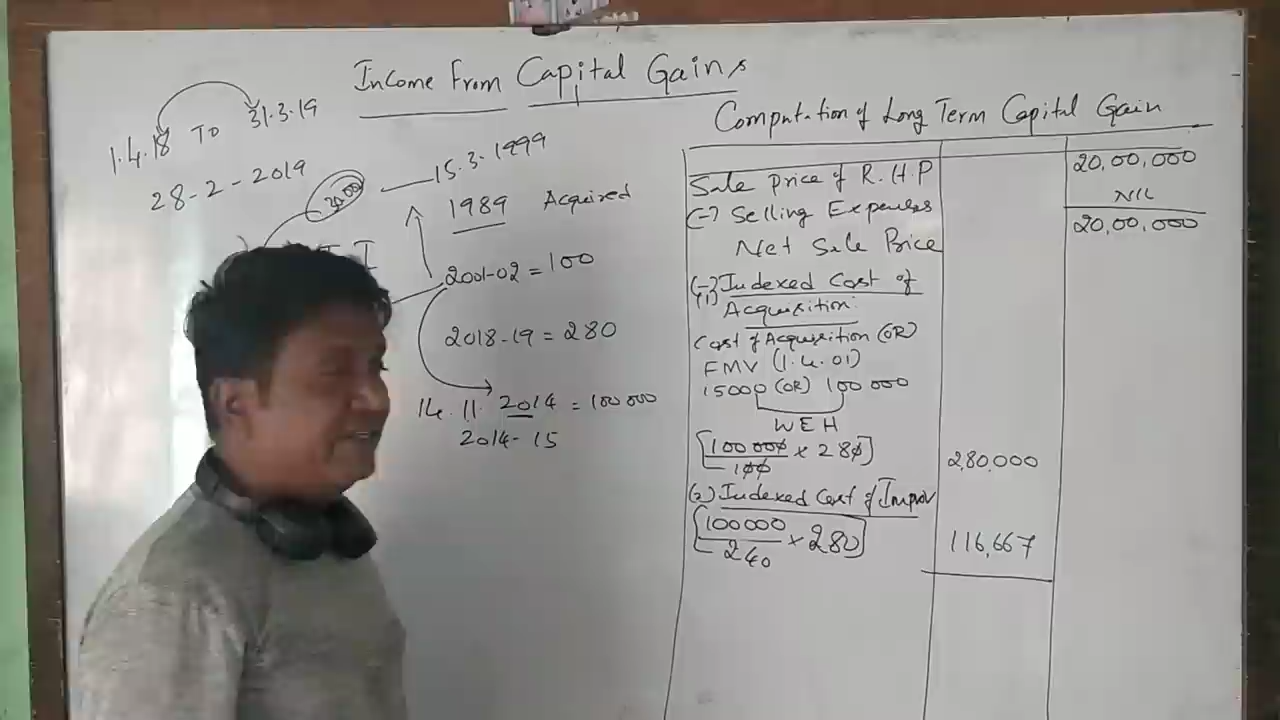 Income From Capital Gains
1.4.18 TO 31.3.19
28-2-2019
15.3.1999
1989 Acquired
2001-02 = 100
2018-19 = 280
14.11.2014 = 100000
2014-15
Computation of Long Term Capital Gain
Sale Price of R.H.P 20,00,000
(-) Selling Expenses NIL
Net Sale Price 20,00,000
(-) Indexed Cost of
(1) Acquisition:
Cost of Acquisition (OR)
FMV (1.4.01)
15000 (OR) 100000
W E H
[100000/100 × 280] 280,000
(2) Indexed Cost of Improv
[100000/240 × 280] 116,667